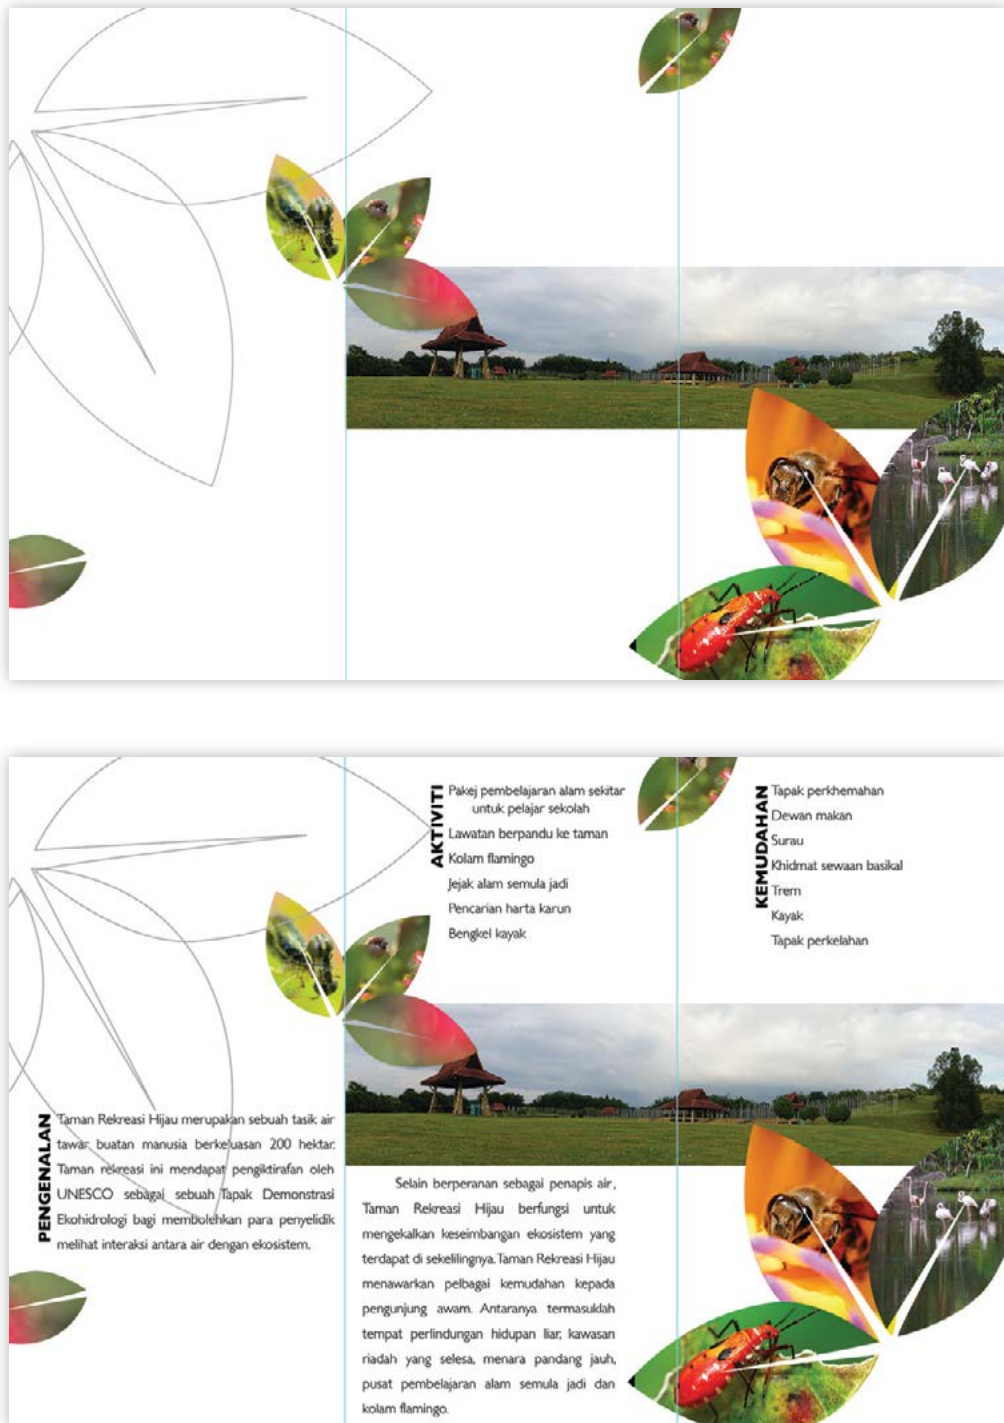 PENGENALAN
Taman Rekreasi Hijau merupakan sebuah tasik air
tawar buatan manusia berkeluasan 200 hektar.
Taman rekreasi ini mendapat pengiktirafan oleh
UNESCO sebagai sebuah Tapak Demonstrasi
Ekohidrologi bagi membolehkan para penyelidik
melihat interaksi antara air dengan ekosistem.
AKTIVITI
Pakej pembelajaran alam sekitar
untuk pelajar sekolah
Lawatan berpandu ke taman
Kolam flamingo
Jejak alam semula jadi
Pencarian harta karun
Bengkel kayak
Selain berperanan sebagai penapis air,
Taman Rekreasi Hijau berfungsi untuk
mengekalkan keseimbangan ekosistem yang
terdapat di sekelilingnya. Taman Rekreasi Hijau
menawarkan pelbagai kemudahan kepada
pengunjung awam. Antaranya termasuklah
tempat perlindungan hidupan liar, kawasan
riadah yang selesa, menara pandang jauh,
pusat pembelajaran alam semula jadi dan
kolam flamingo.
KEMUDAHAN
Tapak perkhemahan
Dewan makan
Surau
Khidmat sewaan basikal
Trem
Kayak
Tapak perkelahan